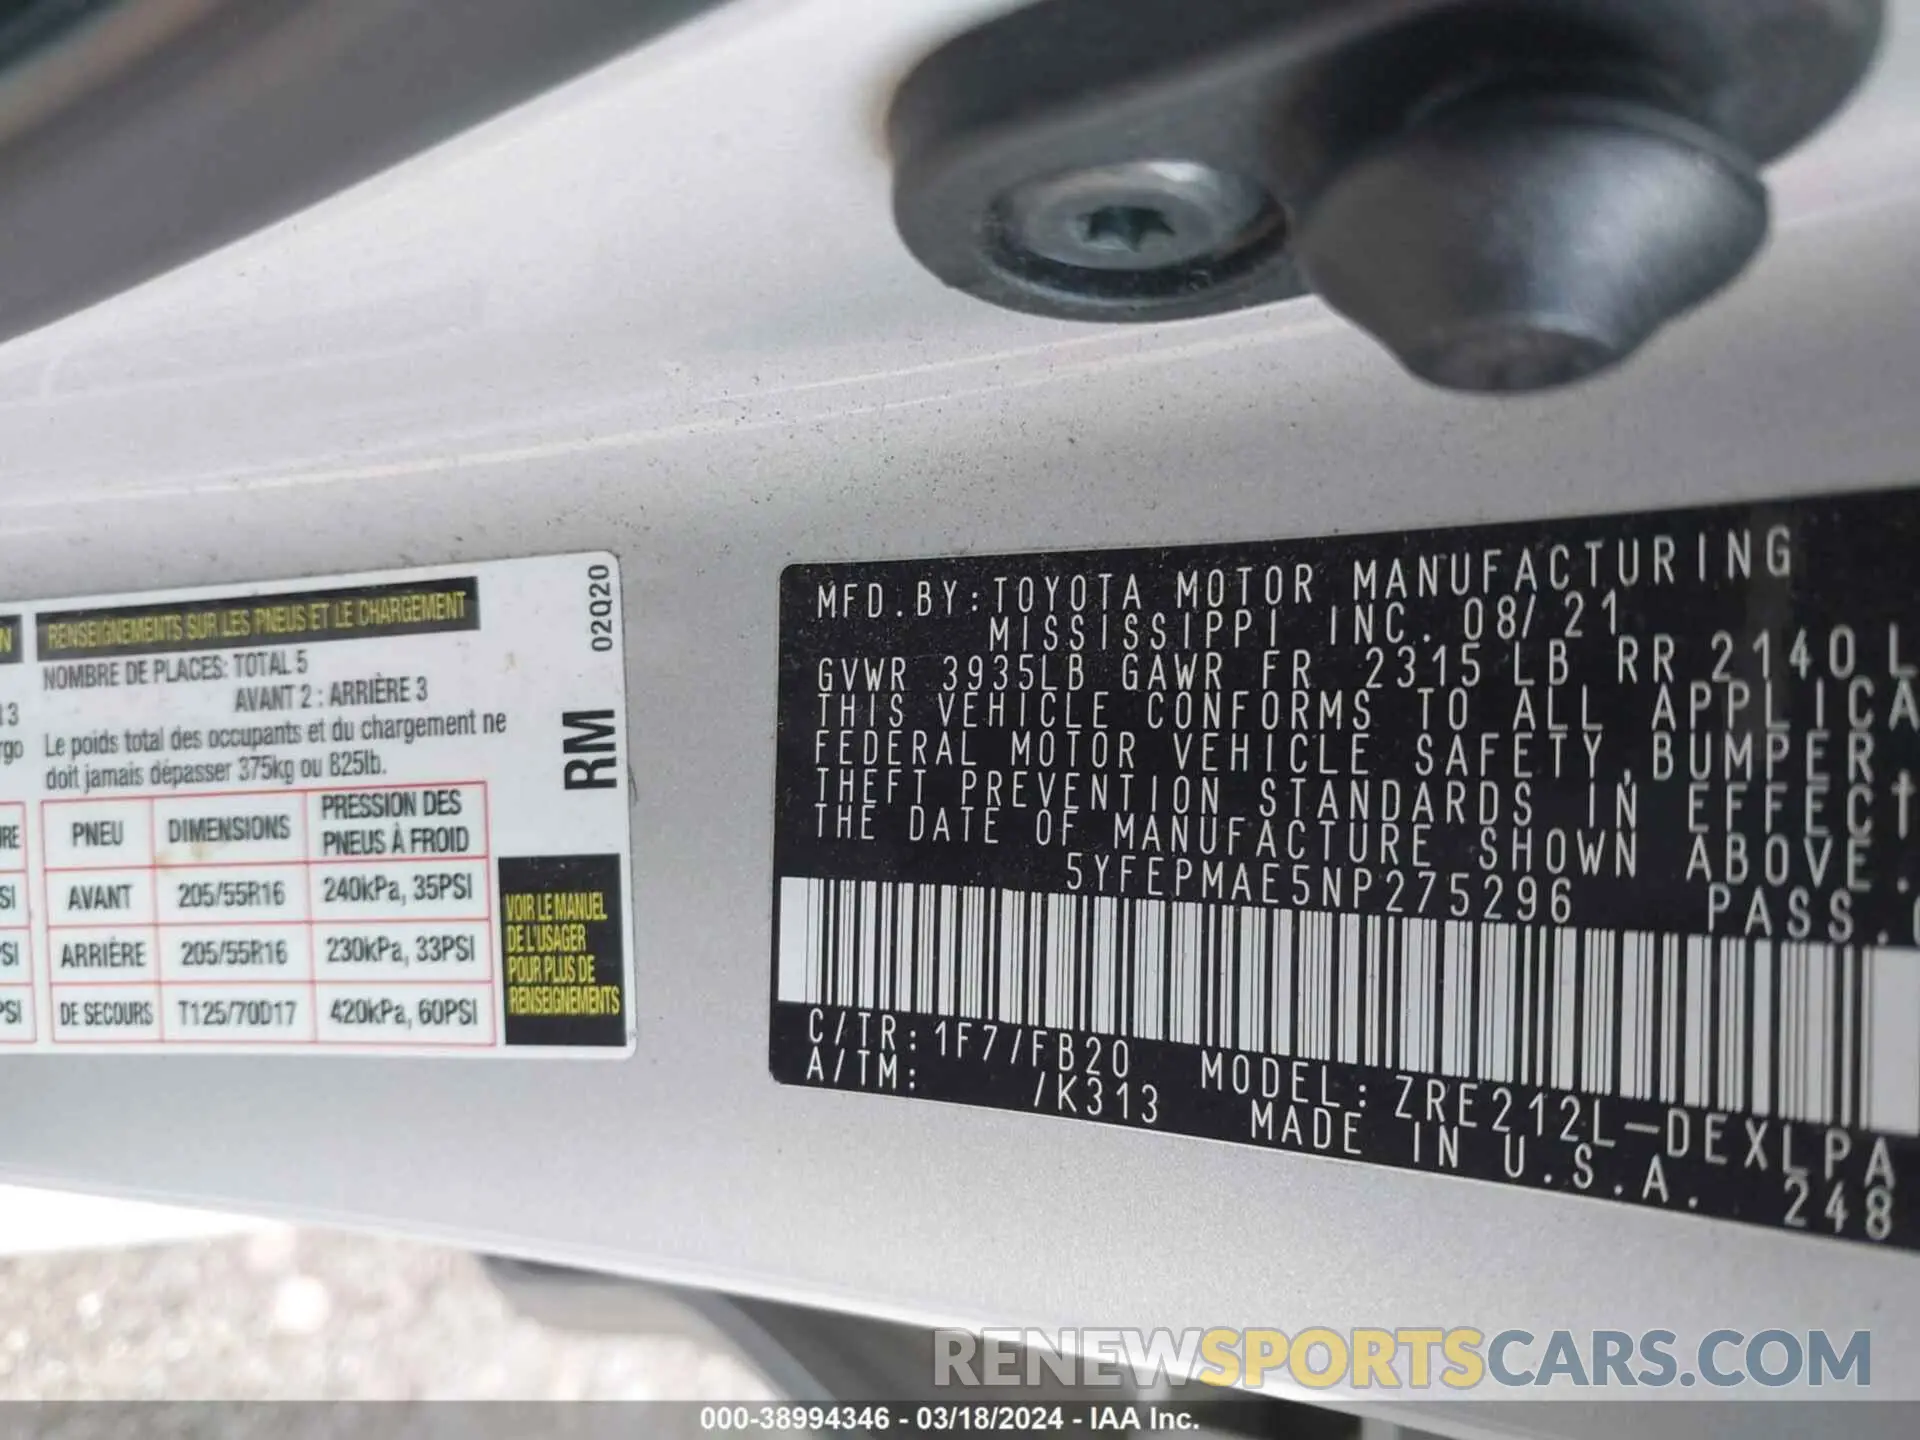 N RENSEIGNEMENTS SUR LES PNEUS ET LE CHARGEMENT
NOMBRE DE PLACES: TOTAL 5
AVANT 2 : ARRIÈRE 3
Le poids total des occupants et du chargement ne
doit jamais dépasser 375kg ou 825lb.
PNEU DIMENSIONS PRESSION DES
PNEUS À FROID
AVANT 205/55R16 240kPa, 35PSI
ARRIÈRE 205/55R16 230kPa, 33PSI
DE SECOURS T125/70D17 420kPa, 60PSI
VOIR LE MANUEL
DE L'USAGER
POUR PLUS DE
RENSEIGNEMENTS
02Q20
RM
MFD.BY:TOYOTA MOTOR MANUFACTURING
MISSISSIPPI INC. 08/21
GVWR 3935LB GAWR FR 2315LB RR 2140L
THIS VEHICLE CONFORMS TO ALL APPLICA
FEDERAL MOTOR VEHICLE SAFETY,BUMPER,
THEFT PREVENTION STANDARDS IN EFFECT
THE DATE OF MANUFACTURE SHOWN ABOVE.
5YFEPMAE5NP275296 PASS.
C/TR:1F7/FB20 MODEL:ZRE212L-DEXLPA
A/TM: /K313 MADE IN U.S.A. 248
RENEWSPORTSCARS.COM
000-38994346 - 03/18/2024 - IAA Inc.